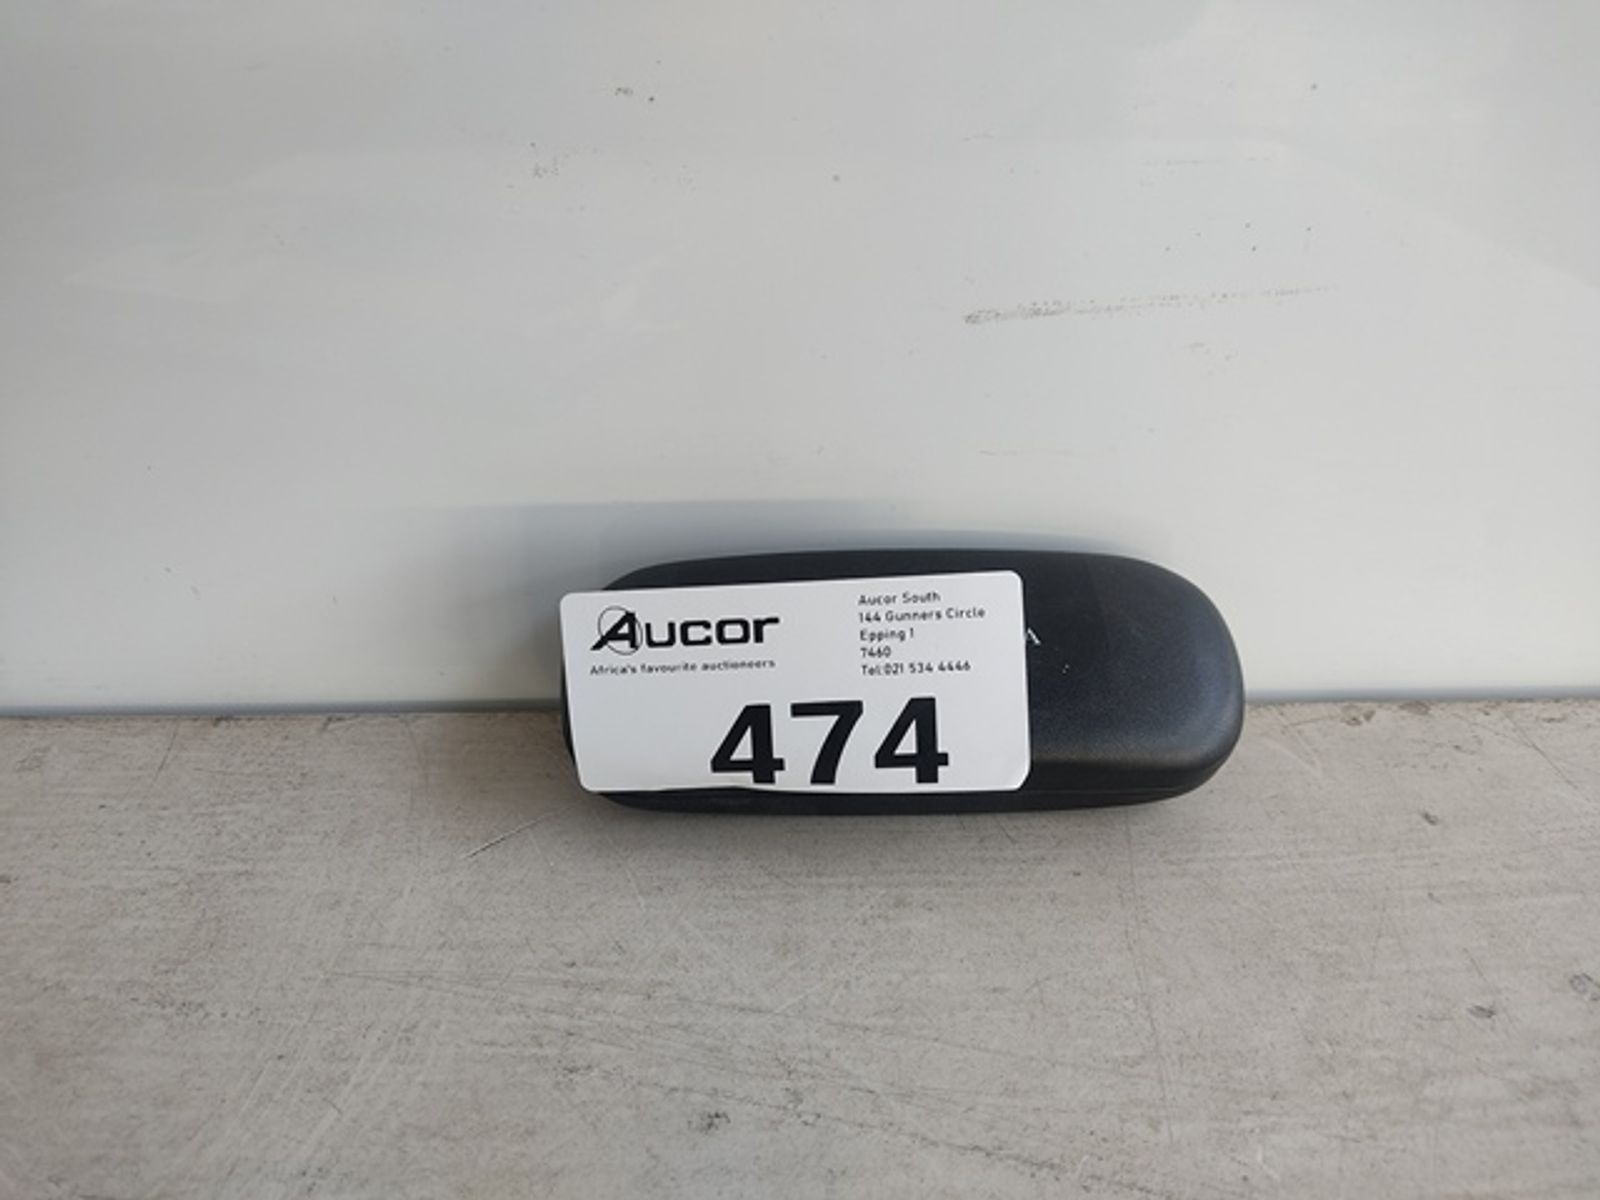 Aucor
Africa's favourite auctioneers
Aucor South
144 Gunners Circle
Epping 1
7460
Tel:021 534 4446
474